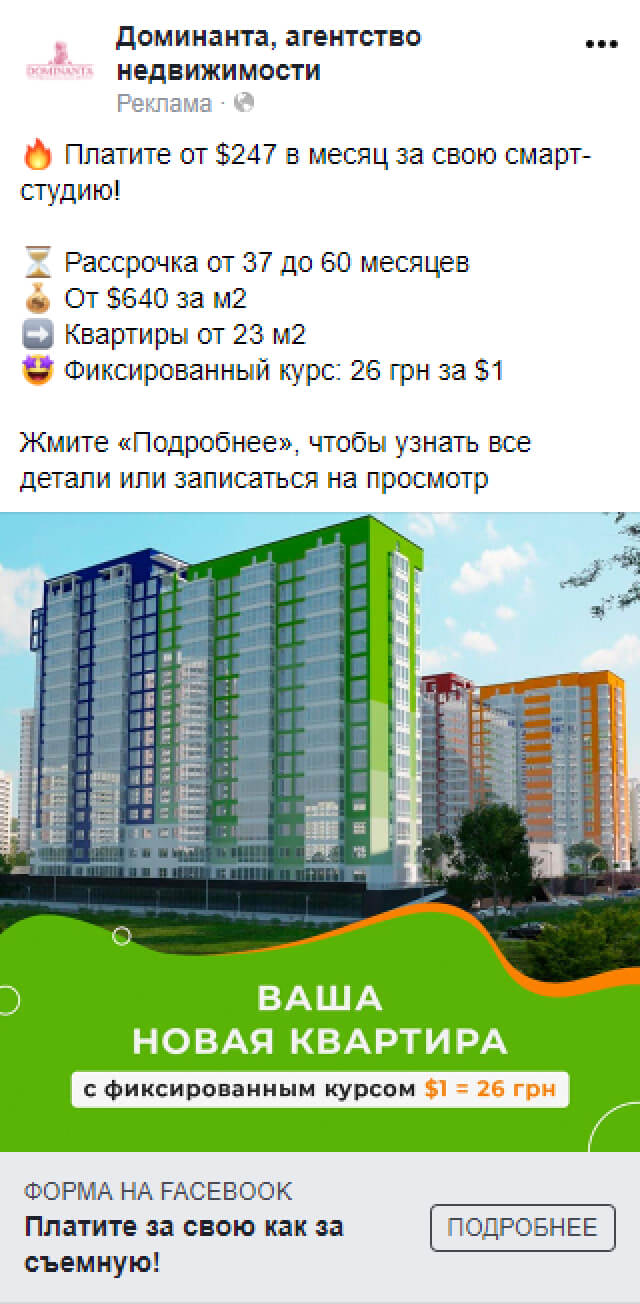 Доминанта, агентство
недвижимости
DOMINANTA
Реклама ·
🔥 Платите от $247 в месяц за свою смарт-
студию!
⏳ Рассрочка от 37 до 60 месяцев
💰 От $640 за м2
➡️ Квартиры от 23 м2
🤩 Фиксированный курс: 26 грн за $1
Жмите «Подробнее», чтобы узнать все
детали или записаться на просмотр
ВАША
НОВАЯ КВАРТИРА
с фиксированным курсом $1 = 26 грн
ФОРМА НА FACEBOOK
Платите за свою как за
съемную!
ПОДРОБНЕЕ